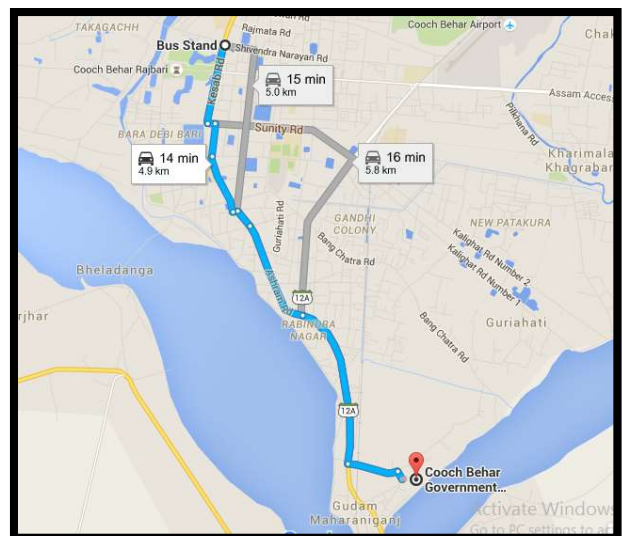 TAKAGACHH
Rajmata Rd
Cooch Behar Airport
Bus Stand
Shivendra Narayan Rd
Cooch Behar Rajbari
Kesab Rd
15 min
5.0 km
Assam Access
Pilkhana Rd
BARA DEBI BARI
Sunity Rd
14 min
4.9 km
16 min
5.8 km
Kharimala
Khagrabar
Guriahati Rd
GANDHI
COLONY
NEW PATAKURA
Kalighat Rd Number 2
Kalighat Rd Number 1
Bang Chatra Rd
Bheladanga
Ashram Rd
12A
rjhar
RABINDRA
NAGAR
Bang Chatra Rd
Guriahati
12A
Cooch Behar
Government...
Gudam
Maharaniganj
Activate Windows
Go to PC settings to act